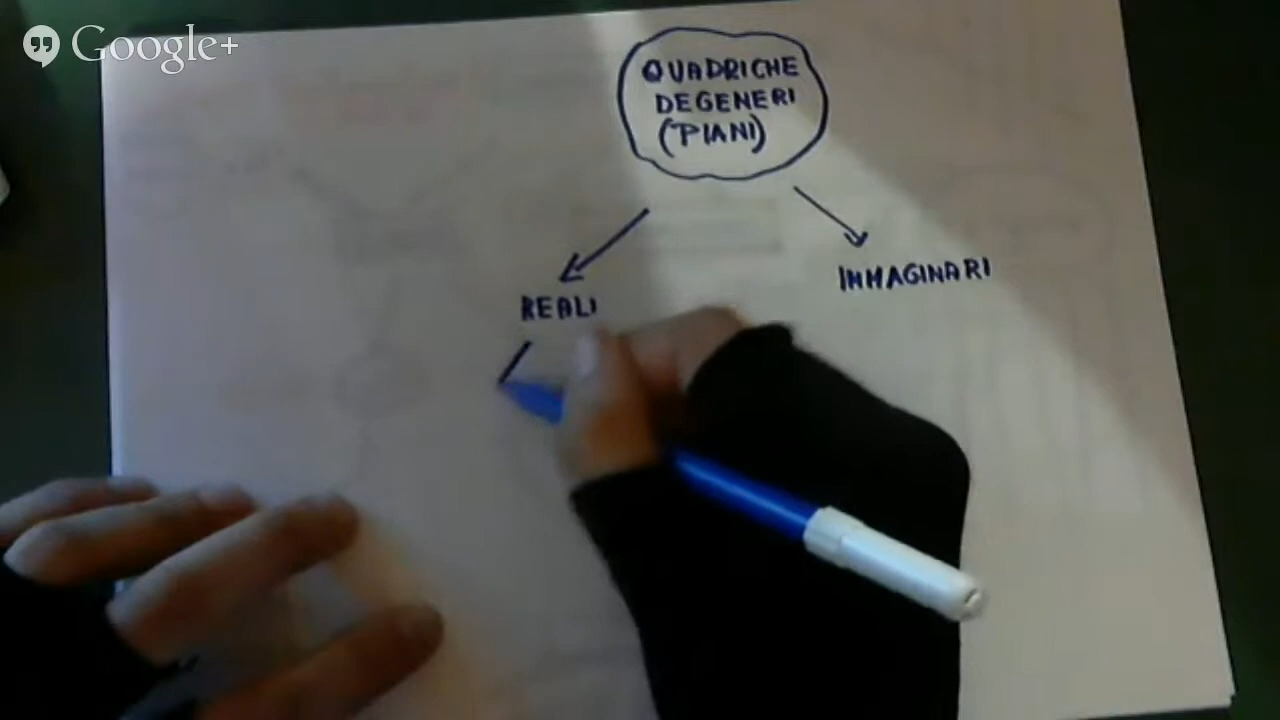 Google+
QUADRICHE
DEGENERI
(PIANI)
REALI
IMMAGINARI